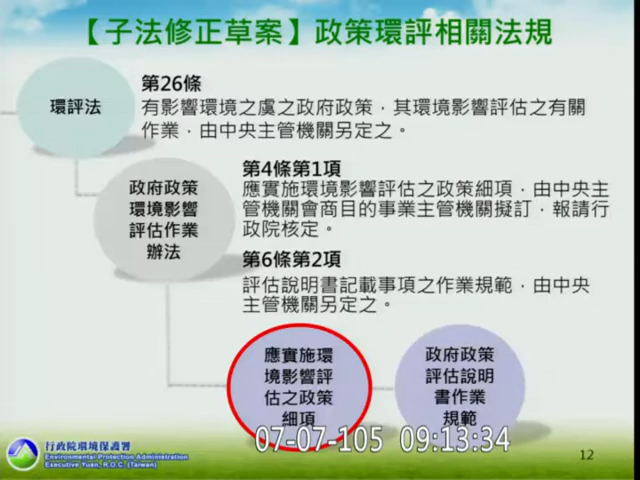 【子法修正草案】政策環評相關法規
環評法
第26條
有影響環境之虞之政府政策，其環境影響評估之有關
作業，由中央主管機關另定之。
政府政策
環境影響
評估作業
辦法
第4條第1項
應實施環境影響評估之政策細項，由中央主
管機關會商目的事業主管機關擬訂，報請行
政院核定。
第6條第2項
評估說明書記載事項之作業規範，由中央
主管機關另定之。
應實施環
境影響評
估之政策
細項
政府政策
評估說明
書作業
規範
07-07-105 09:13:34
行政院環境保護署
Environmental Protection Administration
Executive Yuan, R.O.C. (Taiwan)
12